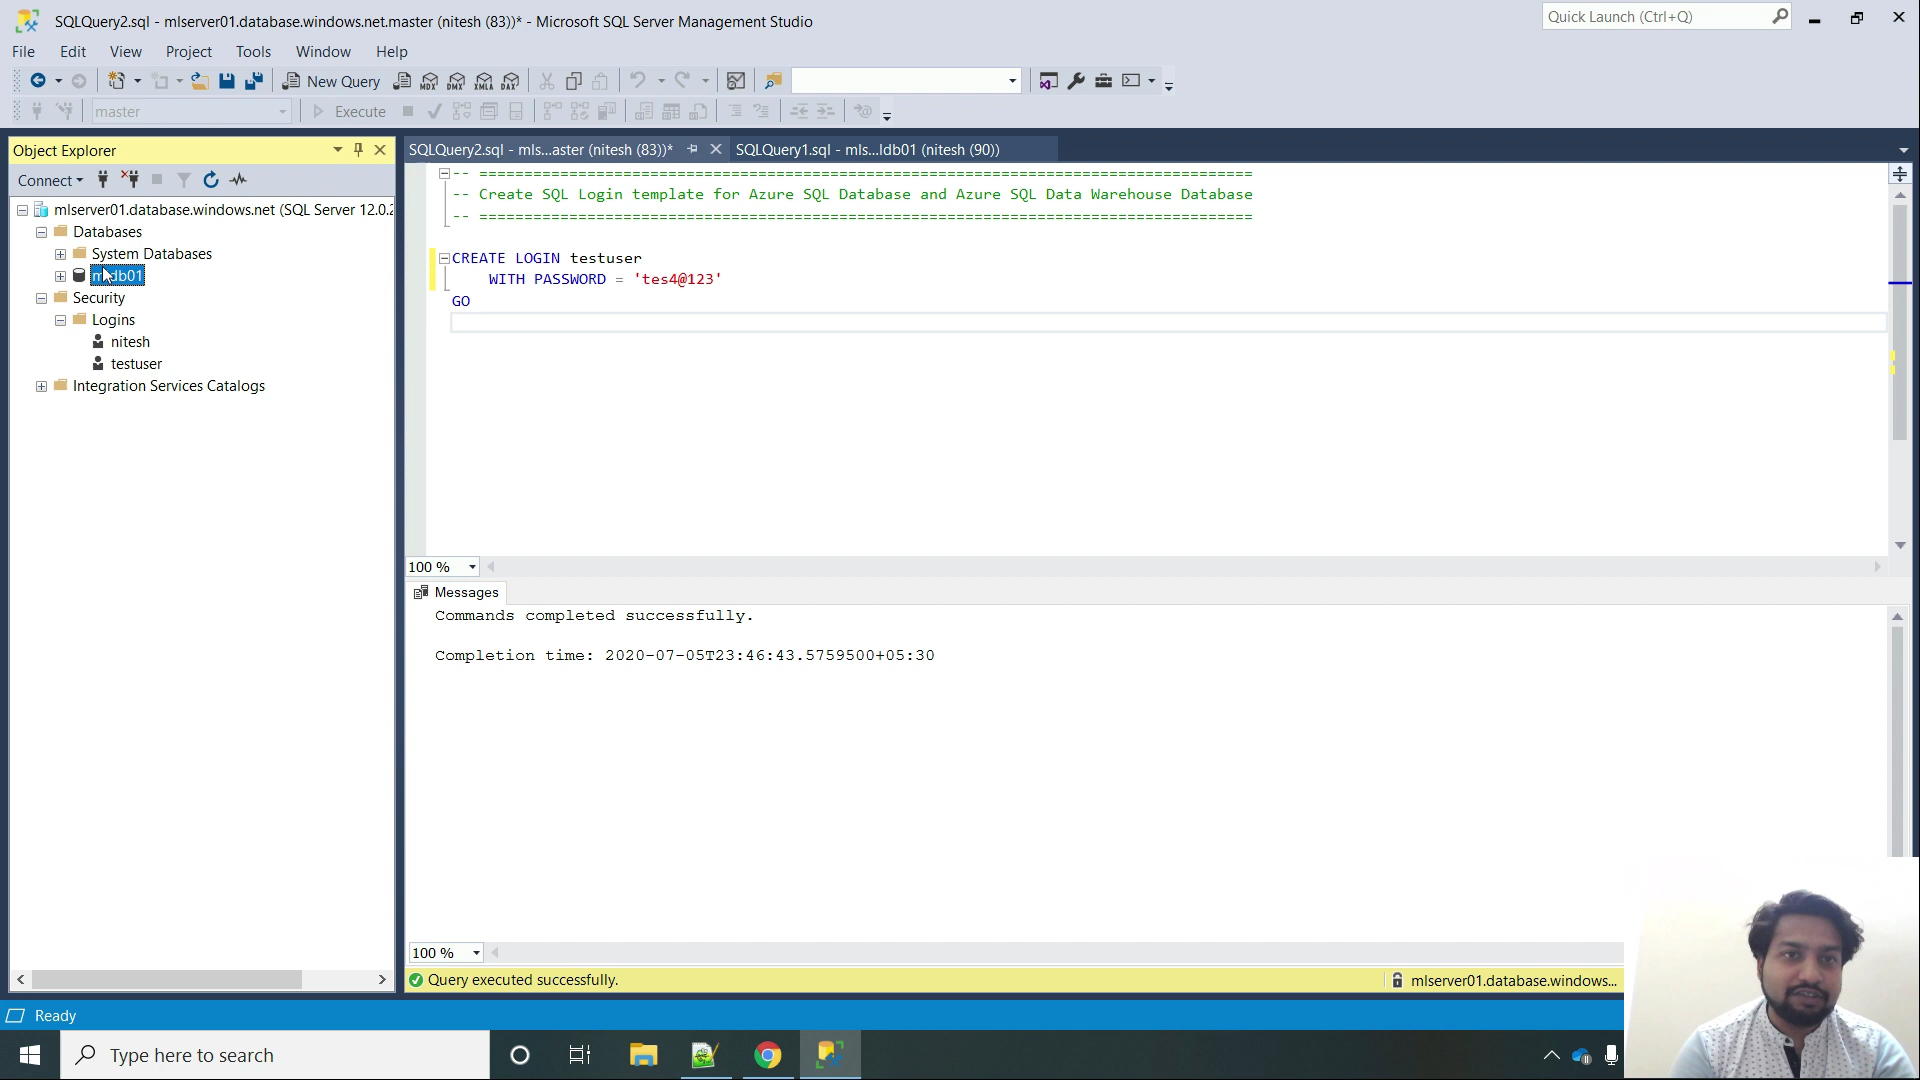 SQLQuery2.sql - mlserver01.database.windows.net.master (nitesh (83))* - Microsoft SQL Server Management Studio
Quick Launch (Ctrl+Q)
File Edit View Project Tools Window Help
New Query MDX DMX XMLA DAX
master Execute
Object Explorer
SQLQuery2.sql - mls...aster (nitesh (83))* SQLQuery1.sql - mls...ldb01 (nitesh (90))
Connect
mlserver01.database.windows.net (SQL Server 12.0.2
Databases
System Databases
Security
Logins
nitesh
testuser
Integration Services Catalogs
-- =====================================================================================
-- Create SQL Login template for Azure SQL Database and Azure SQL Data Warehouse Database
-- =====================================================================================
CREATE LOGIN testuser
WITH PASSWORD = 'tes4@123'
GO
100 %
Messages
Commands completed successfully.
Completion time: 2020-07-05T23:46:43.5759500+05:30
100 %
Query executed successfully. mlserver01.database.windows...
Ready
Type here to search